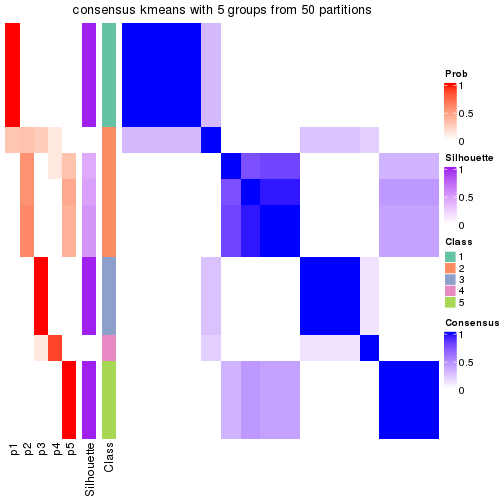 consensus kmeans with 5 groups from 50 partitions
Prob
1
0.5
0
Silhouette
1
0.5
0
Class
1
2
3
4
5
Consensus
1
0.5
0
p1
p2
p3
p4
p5
Silhouette
Class